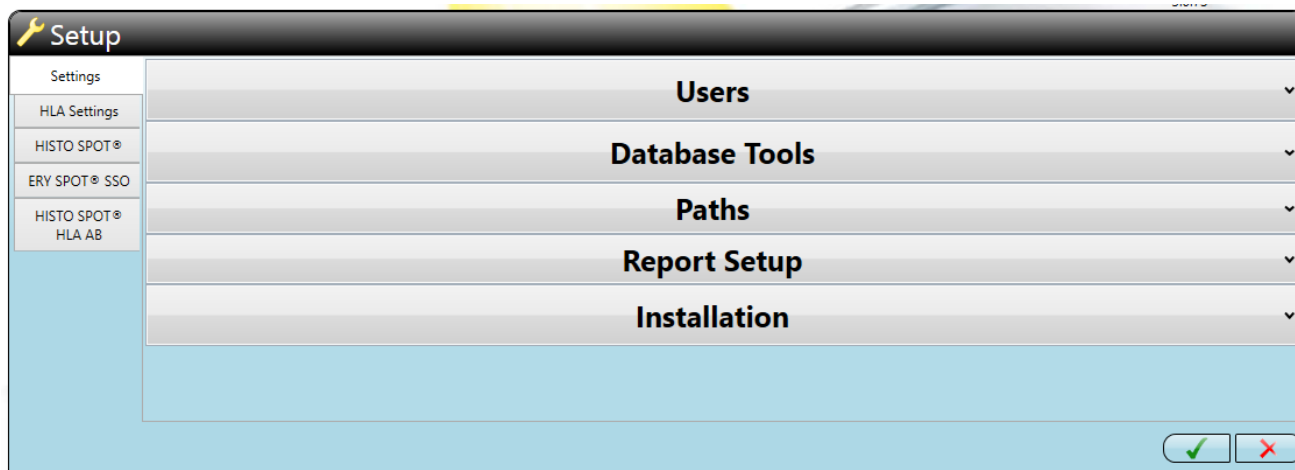 Setup
Settings
HLA Settings
HISTO SPOT®
ERY SPOT® SSO
HISTO SPOT®
HLA AB
Users
Database Tools
Paths
Report Setup
Installation